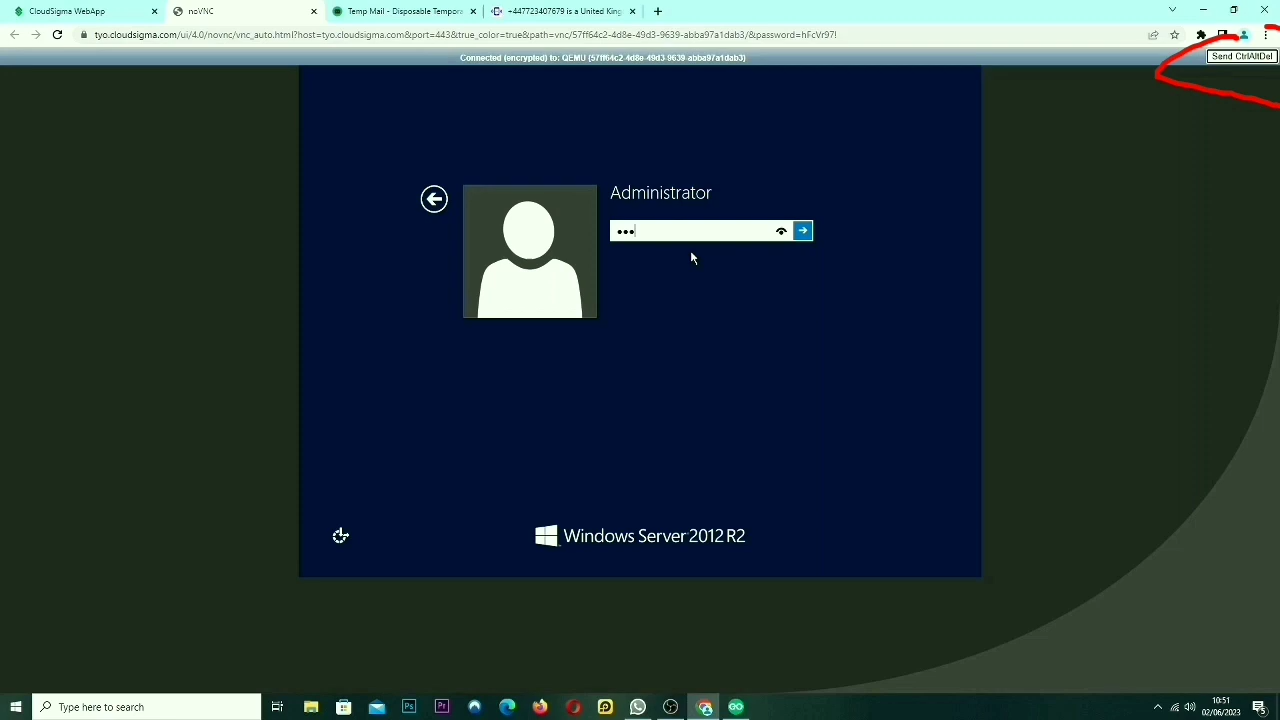 CloudSigma WebApp
noVNC
Temp Mail - Disposable Tempora
+447723407679 is a United King
tyo.cloudsigma.com/ui/4.0/novnc/vnc_auto.html?host=tyo.cloudsigma.com&port=443&true_color=true&path=vnc/57ff64c2-4d8e-49d3-9639-abba97a1dab3/&password=hFcVr97!
Connected (encrypted) to: QEMU (57ff64c2-4d8e-49d3-9639-abba97a1dab3)
Send CtrlAltDel
Administrator
Windows Server 2012 R2
Type here to search
10:51
02/06/2023